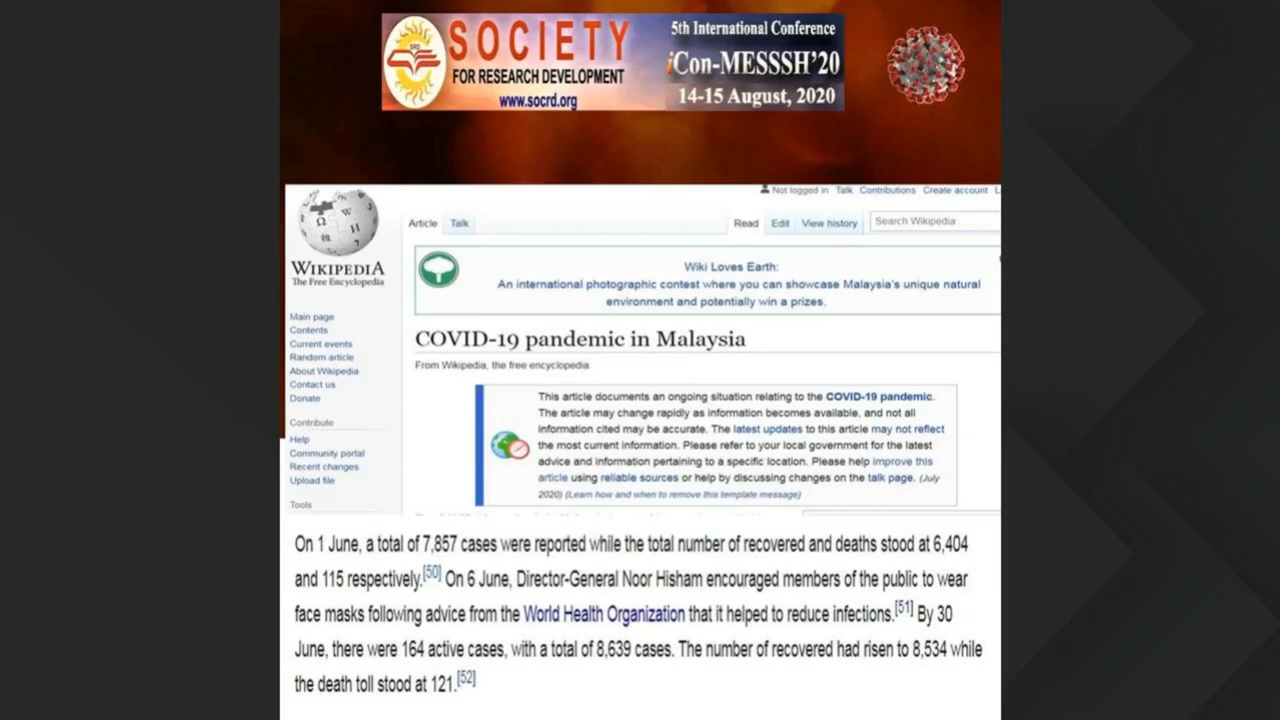 SOCIETY
FOR RESEARCH DEVELOPMENT
www.socrd.org
5th International Conference
iCon-MESSSH'20
14-15 August, 2020
Not logged in Talk Contributions Create account L
Article Talk
Read Edit View history
Search Wikipedia
WIKIPEDIA
The Free Encyclopedia
Wiki Loves Earth:
An international photographic contest where you can showcase Malaysia's unique natural
environment and potentially win a prizes.
Main page
Contents
Current events
Random article
About Wikipedia
Contact us
Donate
Contribute
Help
Community portal
Recent changes
Upload file
Tools
COVID-19 pandemic in Malaysia
From Wikipedia, the free encyclopedia
This article documents an ongoing situation relating to the COVID-19 pandemic.
The article may change rapidly as information becomes available, and not all
information cited may be accurate. The latest updates to this article may not reflect
the most current information. Please refer to your local government for the latest
advice and information pertaining to a specific location. Please help improve this
article using reliable sources or help by discussing changes on the talk page. (July
2020) (Learn how and when to remove this template message)
On 1 June, a total of 7,857 cases were reported while the total number of recovered and deaths stood at 6,404
and 115 respectively.[50] On 6 June, Director-General Noor Hisham encouraged members of the public to wear
face masks following advice from the World Health Organization that it helped to reduce infections.[51] By 30
June, there were 164 active cases, with a total of 8,639 cases. The number of recovered had risen to 8,534 while
the death toll stood at 121.[52]